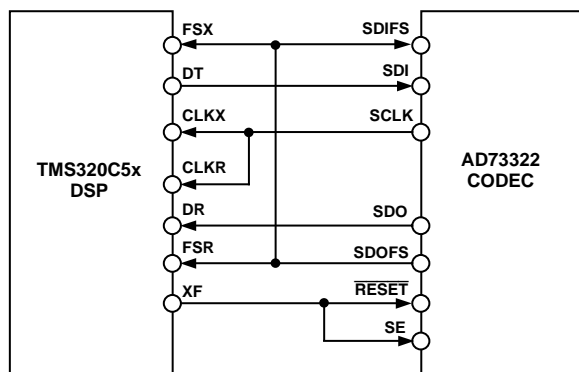 FSX
SDIFS
DT
SDI
CLKX
SCLK
TMS320C5x
DSP
CLKR
AD73322
CODEC
DR
SDO
FSR
SDOFS
XF
RESET
SE